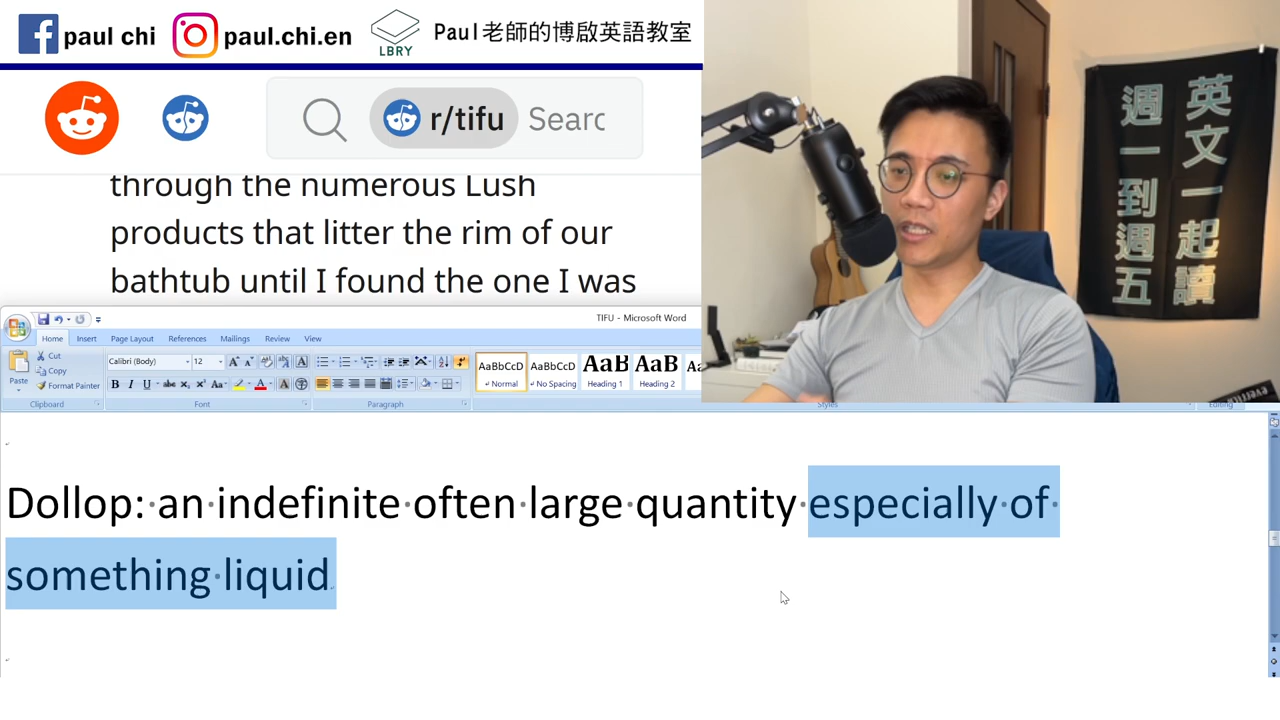 paul chi
paul.chi.en
LBRY
Paul老師的博啟英語教室
r/tifu
Searc
through the numerous Lush
products that litter the rim of our
bathtub until I found the one I was
英文一起讀
週一到週五
TIFU - Microsoft Word
Home Insert Page Layout References Mailings Review View
Paste
Cut
Copy
Format Painter
Calibri (Body) 12
AaBbCcD AaBbCcD AaB AaB Aa
Normal No Spacing Heading 1 Heading 2
Clipboard Font Paragraph Styles Editing
Dollop: an indefinite often large quantity especially of
something liquid